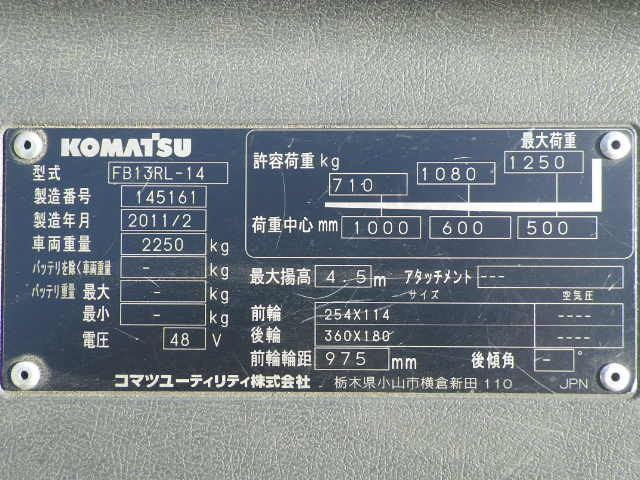 KOMATSU
型式 FB13RL-14
製造番号 145161
製造年月 2011/2
車両重量 2250 kg
バッテリを除く車両重量 - kg
バッテリ重量 最大 - kg
最小 - kg
電圧 48 V
最大荷重
許容荷重 kg 710 1080 1250
荷重中心 mm 1000 600 500
最大揚高 4.5 m アタッチメント ---
サイズ 空気圧
前輪 254X114 ----
後輪 360X180 ----
前輪輪距 975 mm 後傾角 - °
コマツユーティリティ株式会社 栃木県小山市横倉新田 110 JPN